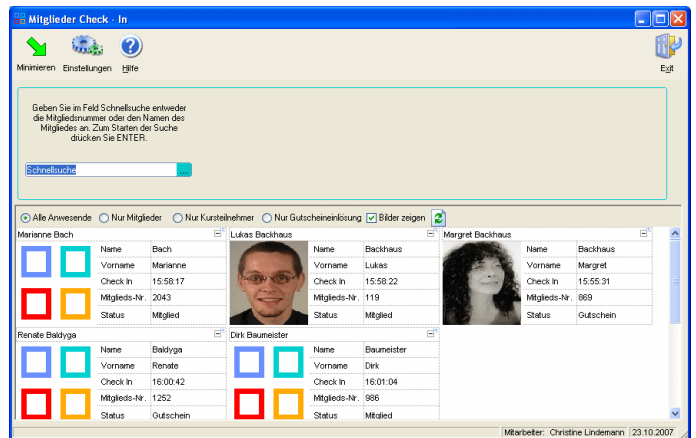 Mitglieder Check - In
Minimieren Einstellungen Hilfe Exit
Geben Sie im Feld Schnellsuche entweder
die Mitgliedsnummer oder den Namen des
Mitgliedes an. Zum Starten der Suche
drücken Sie ENTER.
Schnellsuche ...
Alle Anwesende Nur Mitglieder Nur Kursteilnehmer Nur Gutscheineinlösung Bilder zeigen
Marianne Bach
Name Bach
Vorname Marianne
Check In 15:58:17
Mitglieds-Nr. 2043
Status Mitglied
Lukas Backhaus
Name Backhaus
Vorname Lukas
Check In 15:58:22
Mitglieds-Nr. 119
Status Mitglied
Margret Backhaus
Name Backhaus
Vorname Margret
Check In 15:55:31
Mitglieds-Nr. 869
Status Gutschein
Renate Baldyga
Name Baldyga
Vorname Renate
Check In 16:00:42
Mitglieds-Nr. 1252
Status Gutschein
Dirk Baumeister
Name Baumeister
Vorname Dirk
Check In 16:01:04
Mitglieds-Nr. 986
Status Mitglied
Mitarbeiter: Christine Lindemann 23.10.2007